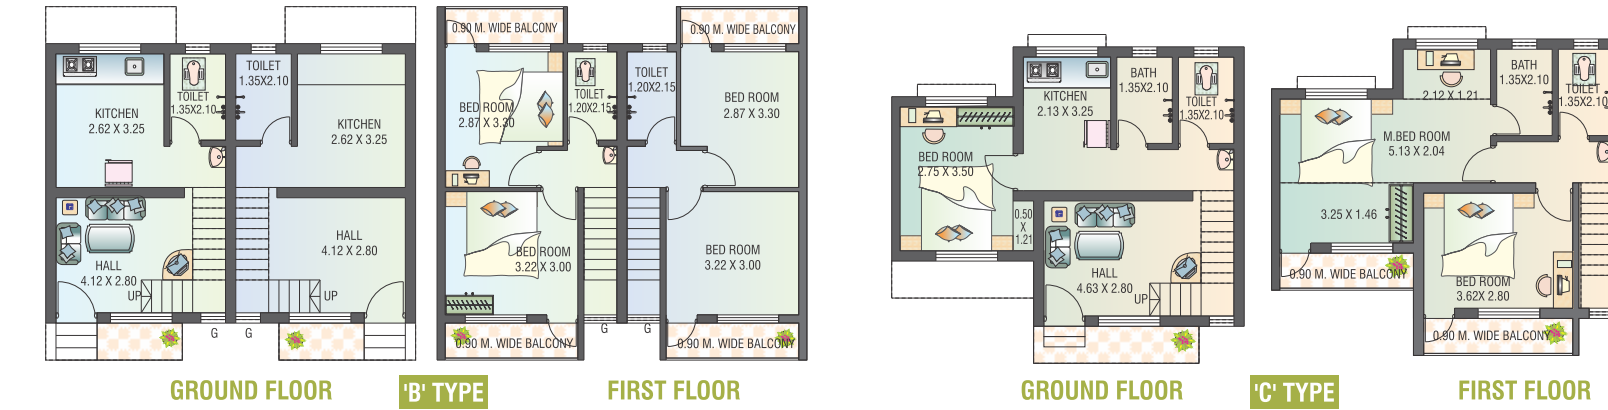 KITCHEN
2.62 X 3.25
TOILET
1.35X2.10
TOILET
1.35X2.10
KITCHEN
2.62 X 3.25
HALL
4.12 X 2.80
UP
HALL
4.12 X 2.80
UP
G
G
0.90 M. WIDE BALCONY
0.90 M. WIDE BALCONY
BED ROOM
2.87 X 3.30
TOILET
1.20X2.15
TOILET
1.20X2.15
BED ROOM
2.87 X 3.30
BED ROOM
3.22 X 3.00
BED ROOM
3.22 X 3.00
G
G
0.90 M. WIDE BALCONY
0.90 M. WIDE BALCONY
GROUND FLOOR
'B' TYPE
FIRST FLOOR
KITCHEN
2.13 X 3.25
BATH
1.35X2.10
TOILET
1.35X2.10
BED ROOM
2.75 X 3.50
0.50
X
1.21
HALL
4.63 X 2.80
UP
2.12 X 1.21
BATH
1.35X2.10
TOILET
1.35X2.10
M.BED ROOM
5.13 X 2.04
3.25 X 1.46
0.90 M. WIDE BALCONY
BED ROOM
3.62X 2.80
0.90 M. WIDE BALCONY
GROUND FLOOR
'C' TYPE
FIRST FLOOR